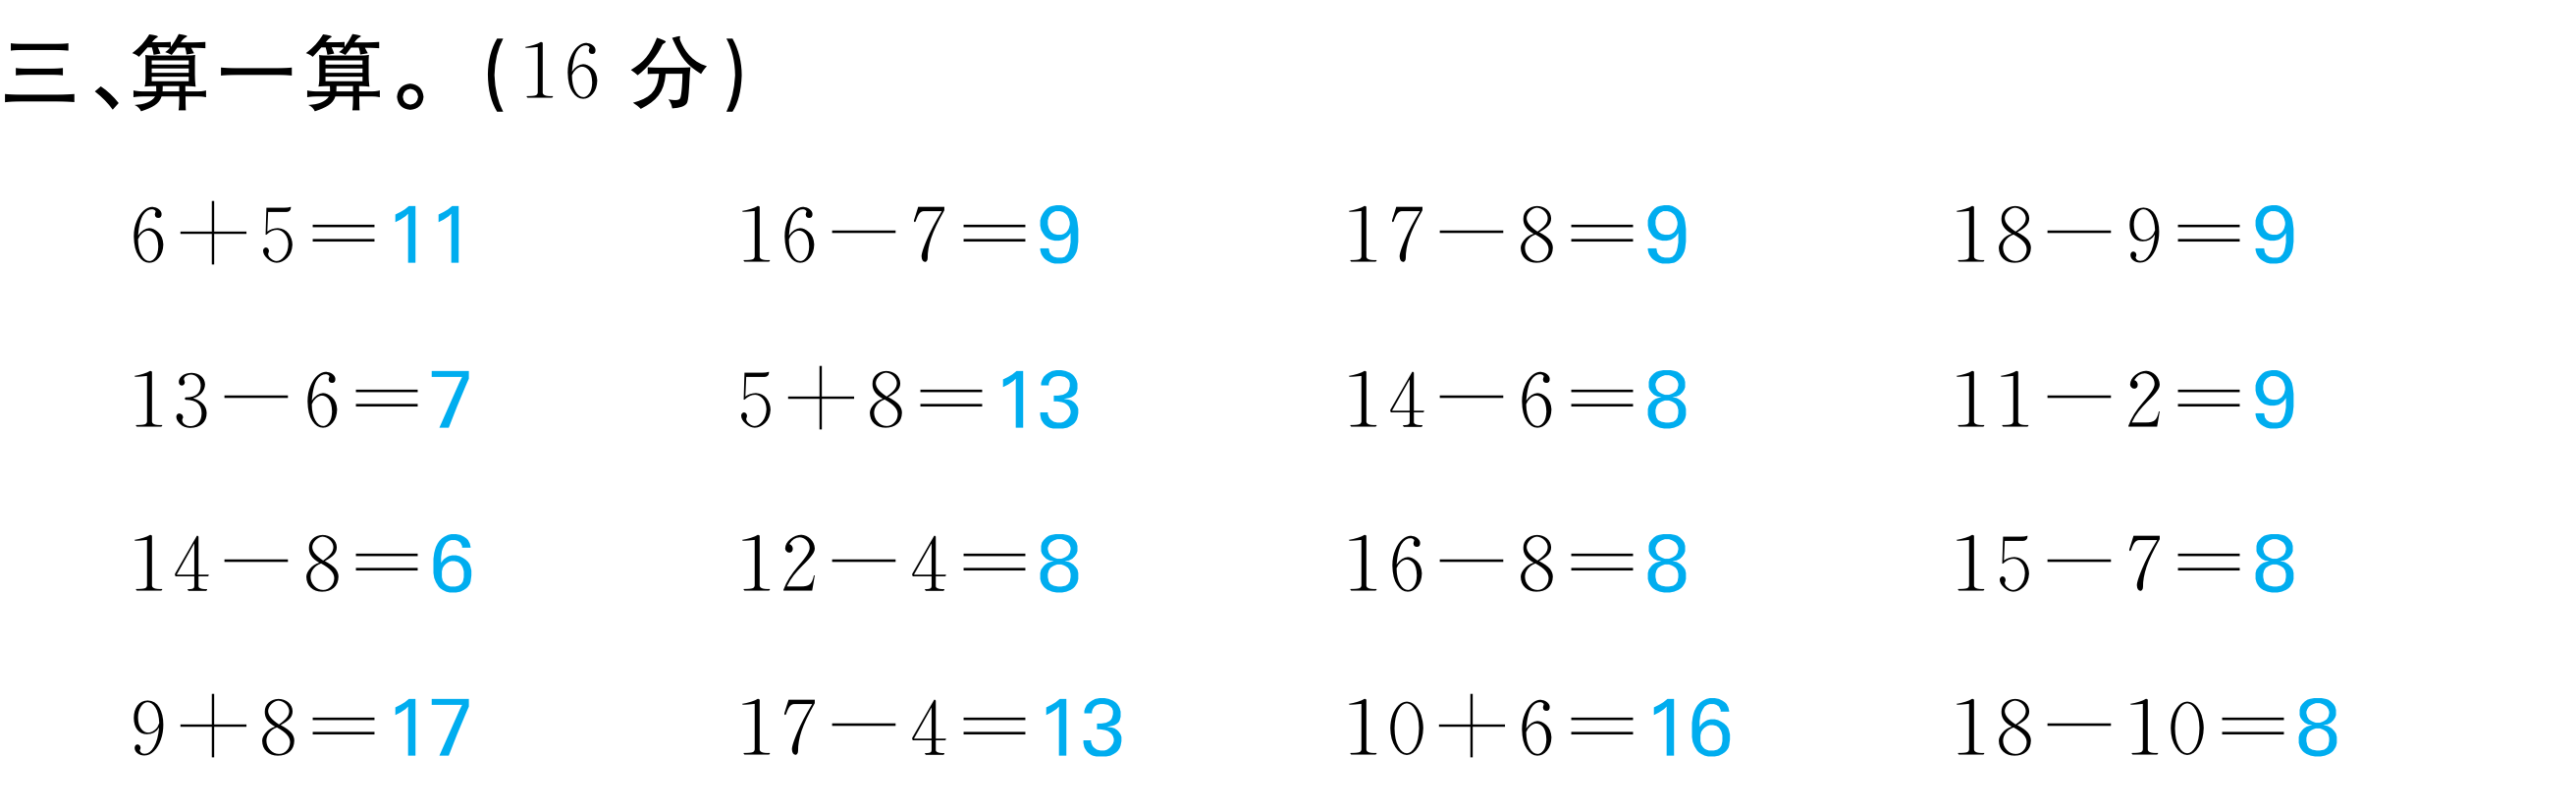 三、算一算。(16 分)
6+5=11 16-7=9 17-8=9 18-9=9
13-6=7 5+8=13 14-6=8 11-2=9
14-8=6 12-4=8 16-8=8 15-7=8
9+8=17 17-4=13 10+6=16 18-10=8